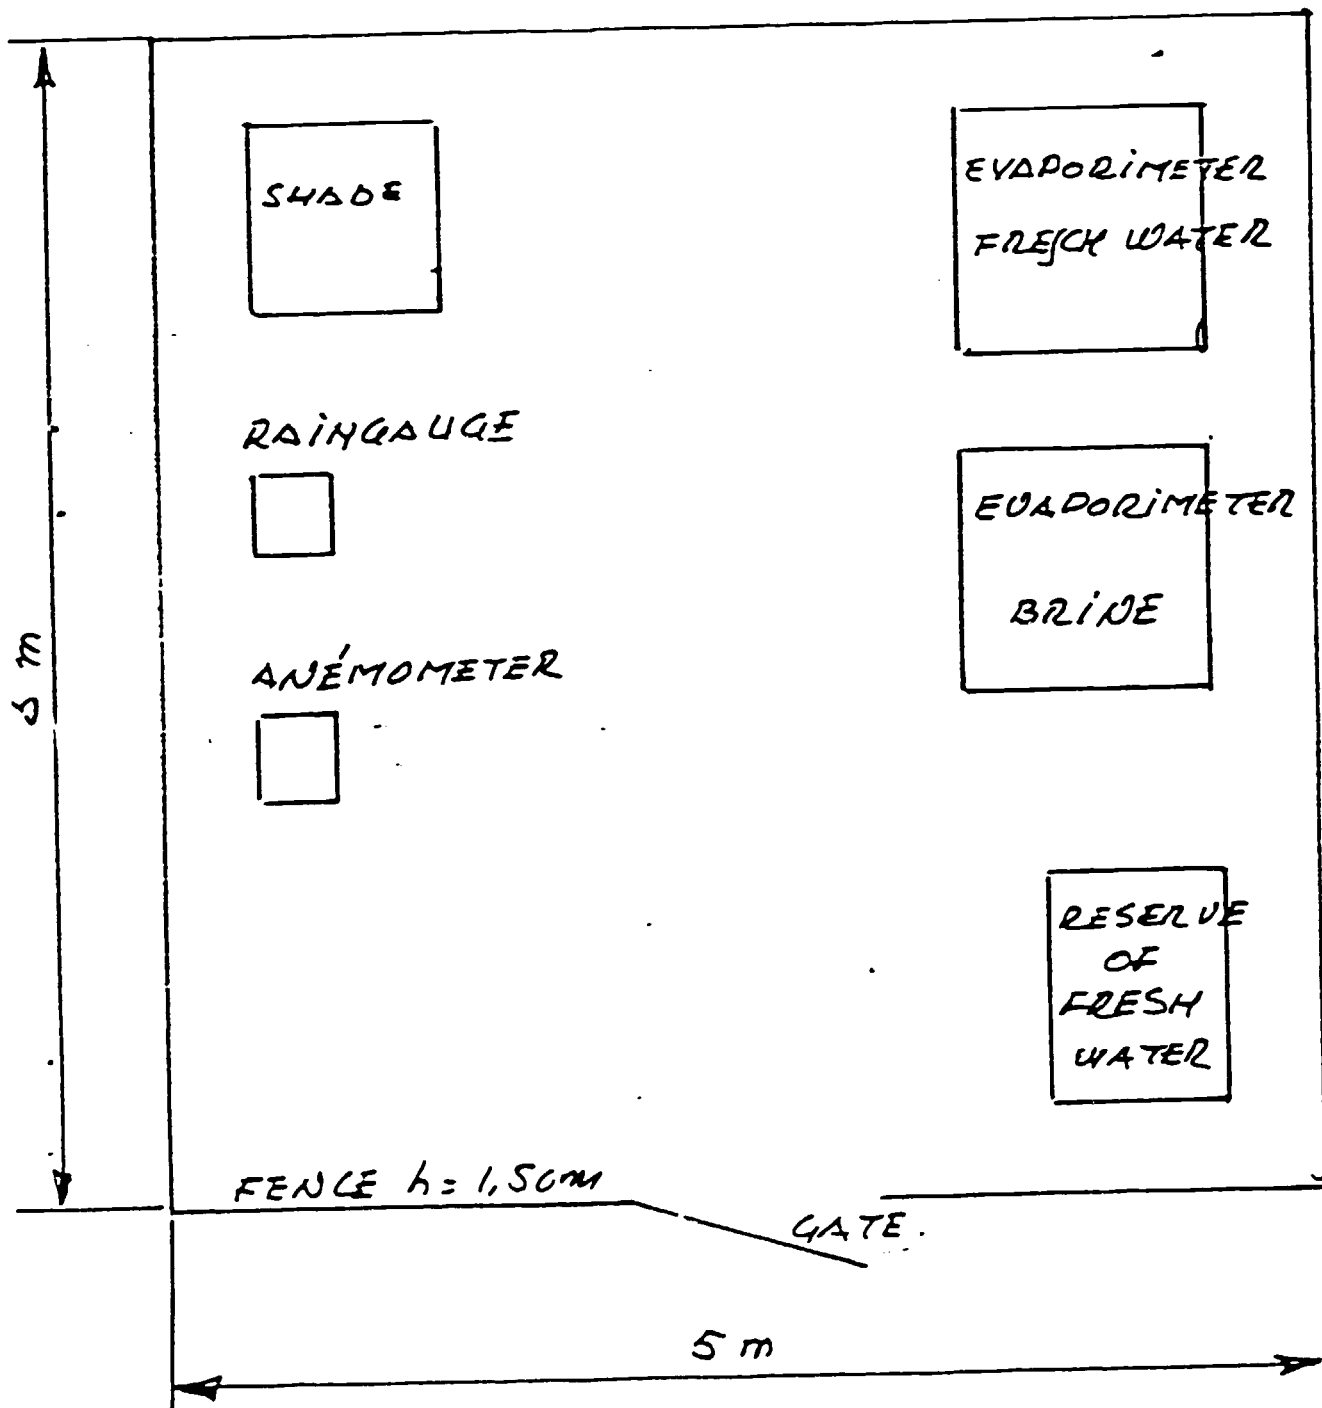 SHADE
EVAPORiMETER
FRESCH WATER
RAiNGAUGE
EVAPORiMETER
BRiNE
5 m
ANÉMOMETER
RESERVE
OF
FRESH
WATER
FENCE h = 1,50m
GATE.
5 m